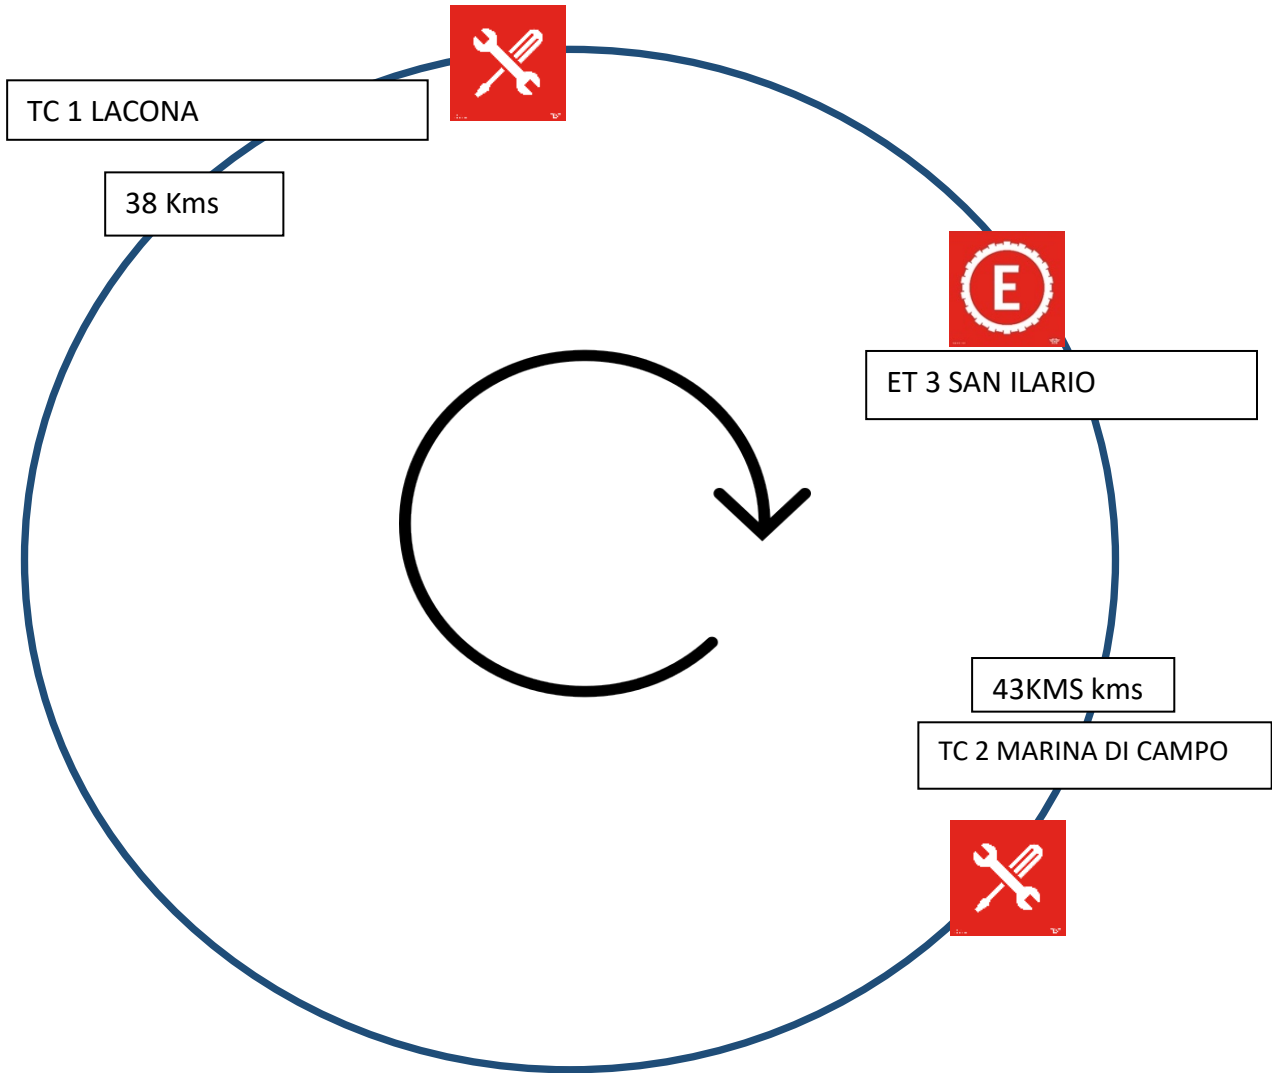 TC 1 LACONA
38 Kms
E
ET 3 SAN ILARIO
43KMS kms
TC 2 MARINA DI CAMPO